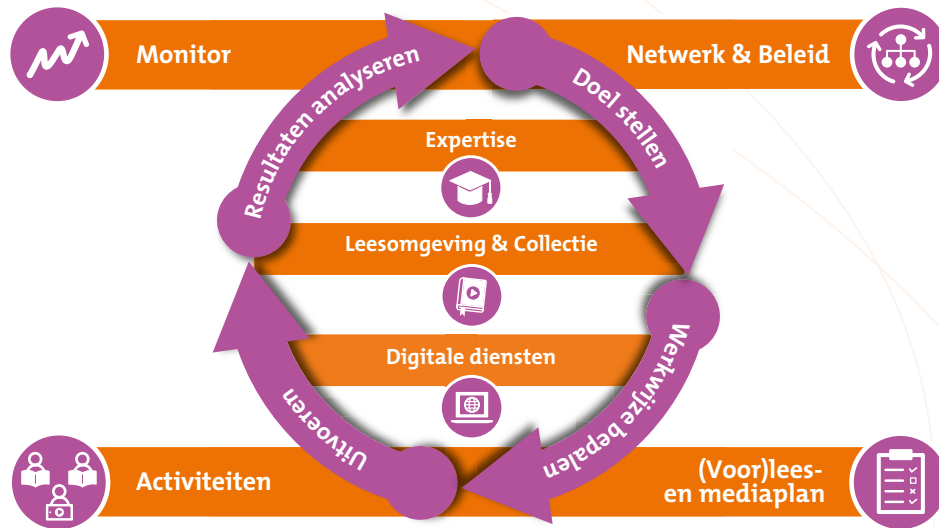 Monitor
Netwerk & Beleid
Resultaten analyseren
Doel stellen
Expertise
Leesomgeving & Collectie
Digitale diensten
Werkwijze bepalen
Uitvoeren
Activiteiten
(Voor)lees-
en mediaplan